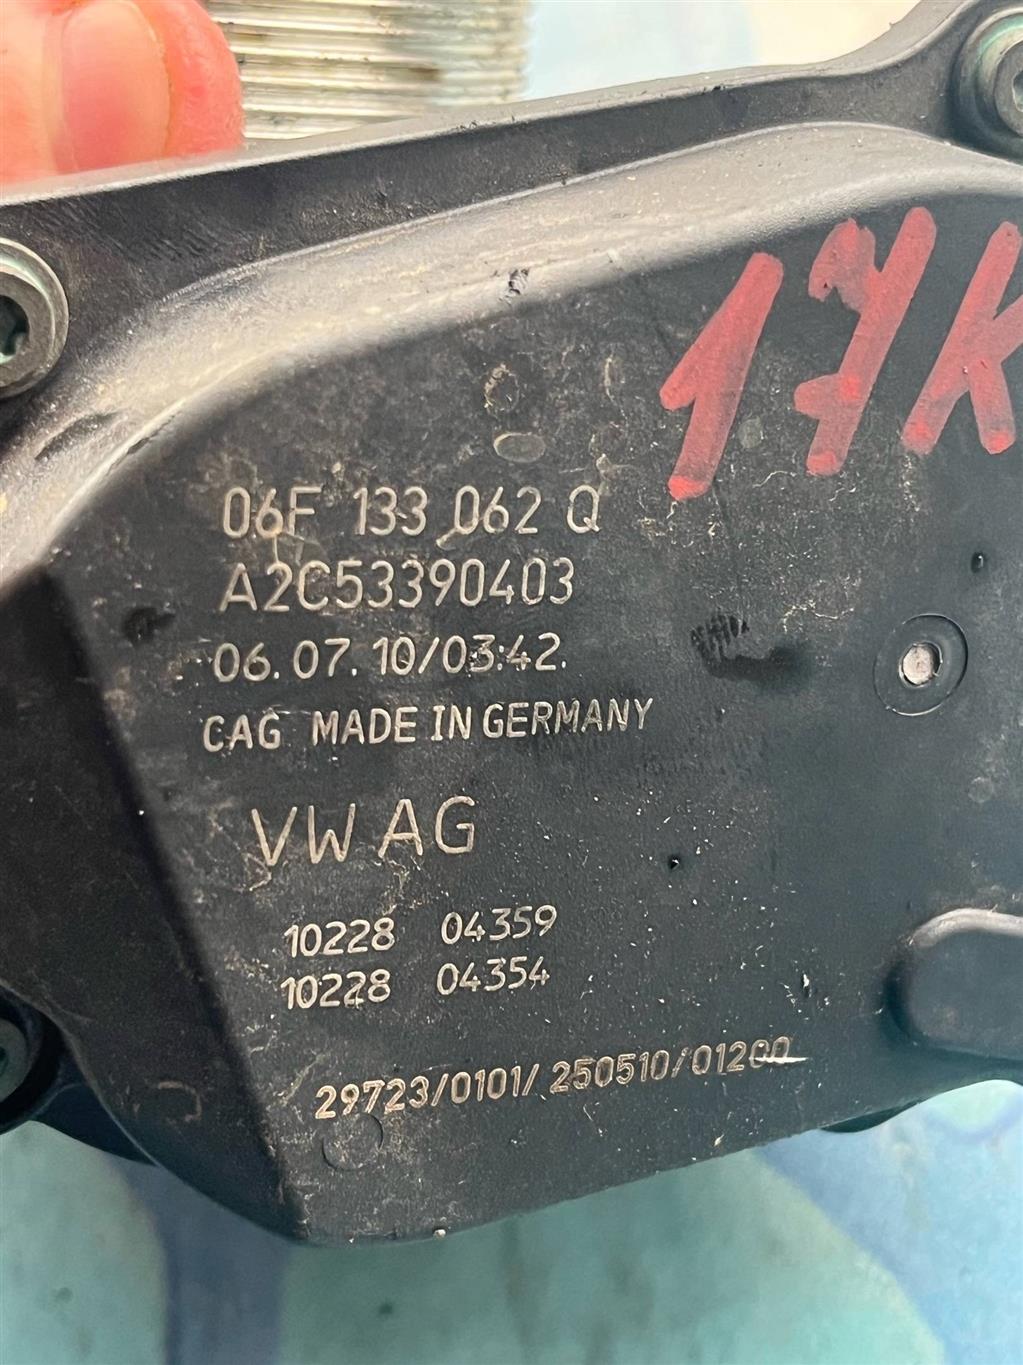 17K
06F 133 062 Q
A2C53390403
06.07.10/03:42.
CAG MADE IN GERMANY
VW AG
10228 04359
10228 04354
29723/0101/250510/01200